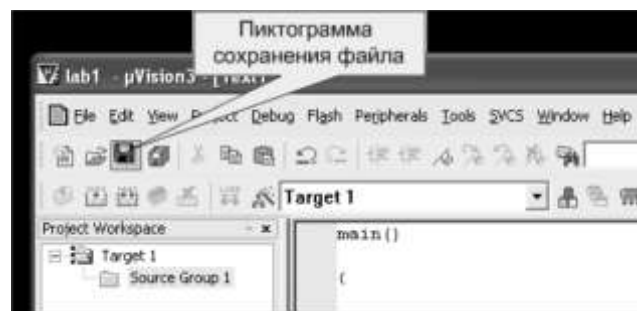 Пиктограмма
сохранения файла
lab1 - µVision3 - [Text1
File Edit View Debug Flash Peripherals Tools SVCS Window Help
Target 1
Project Workspace
main()
Target 1
Source Group 1
{